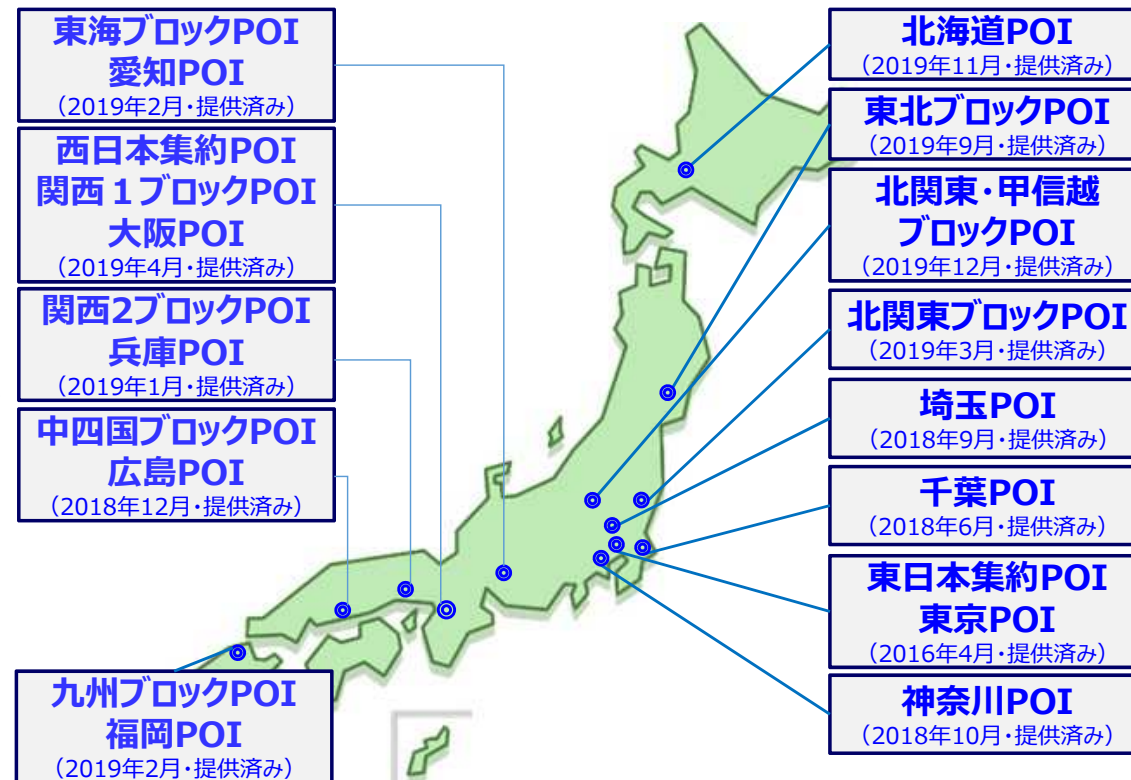 東海ブロックPOI
愛知POI
（2019年2月・提供済み）
西日本集約POI
関西１ブロックPOI
大阪POI
（2019年4月・提供済み）
関西2ブロックPOI
兵庫POI
（2019年1月・提供済み）
中四国ブロックPOI
広島POI
（2018年12月・提供済み）
九州ブロックPOI
福岡POI
（2019年2月・提供済み）
北海道POI
（2019年11月・提供済み）
東北ブロックPOI
（2019年9月・提供済み）
北関東・甲信越
ブロックPOI
（2019年12月・提供済み）
北関東ブロックPOI
（2019年3月・提供済み）
埼玉POI
（2018年9月・提供済み）
千葉POI
（2018年6月・提供済み）
東日本集約POI
東京POI
（2016年4月・提供済み）
神奈川POI
（2018年10月・提供済み）